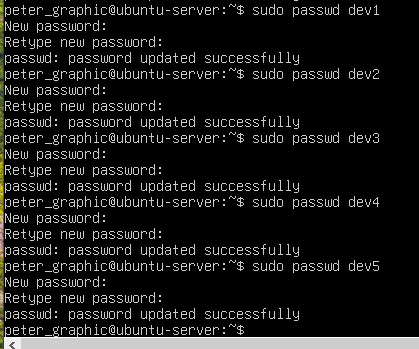 peter_graphic@ubuntu-server:~$ sudo passwd dev1
New password:
Retype new password:
passwd: password updated successfully
peter_graphic@ubuntu-server:~$ sudo passwd dev2
New password:
Retype new password:
passwd: password updated successfully
peter_graphic@ubuntu-server:~$ sudo passwd dev3
New password:
Retype new password:
passwd: password updated successfully
peter_graphic@ubuntu-server:~$ sudo passwd dev4
New password:
Retype new password:
passwd: password updated successfully
peter_graphic@ubuntu-server:~$ sudo passwd dev5
New password:
Retype new password:
passwd: password updated successfully
peter_graphic@ubuntu-server:~$